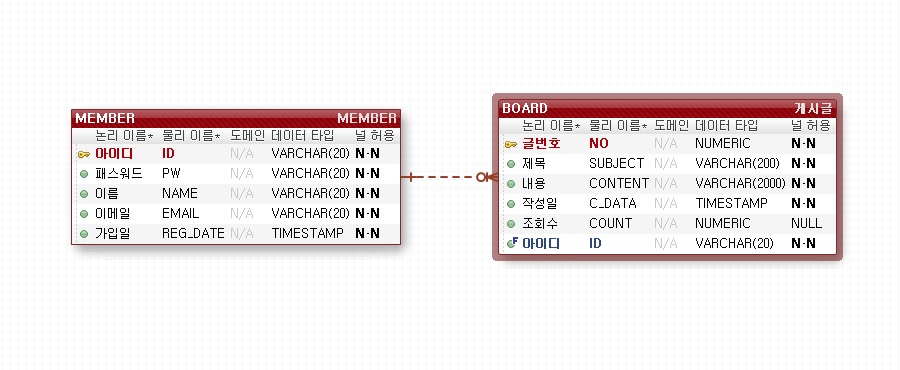 MEMBER MEMBER
논리 이름* 물리 이름* 도메인 데이터 타입 널 허용
아이디 ID N/A VARCHAR(20) N-N
패스워드 PW N/A VARCHAR(20) N-N
이름 NAME N/A VARCHAR(20) N-N
이메일 EMAIL N/A VARCHAR(20) N-N
가입일 REG_DATE N/A TIMESTAMP N-N
BOARD 게시글
논리 이름* 물리 이름* 도메인 데이터 타입 널 허용
글번호 NO N/A NUMERIC N-N
제목 SUBJECT N/A VARCHAR(200) N-N
내용 CONTENT N/A VARCHAR(2000) N-N
작성일 C_DATA N/A TIMESTAMP N-N
조회수 COUNT N/A NUMERIC NULL
F 아이디 ID N/A VARCHAR(20) N-N